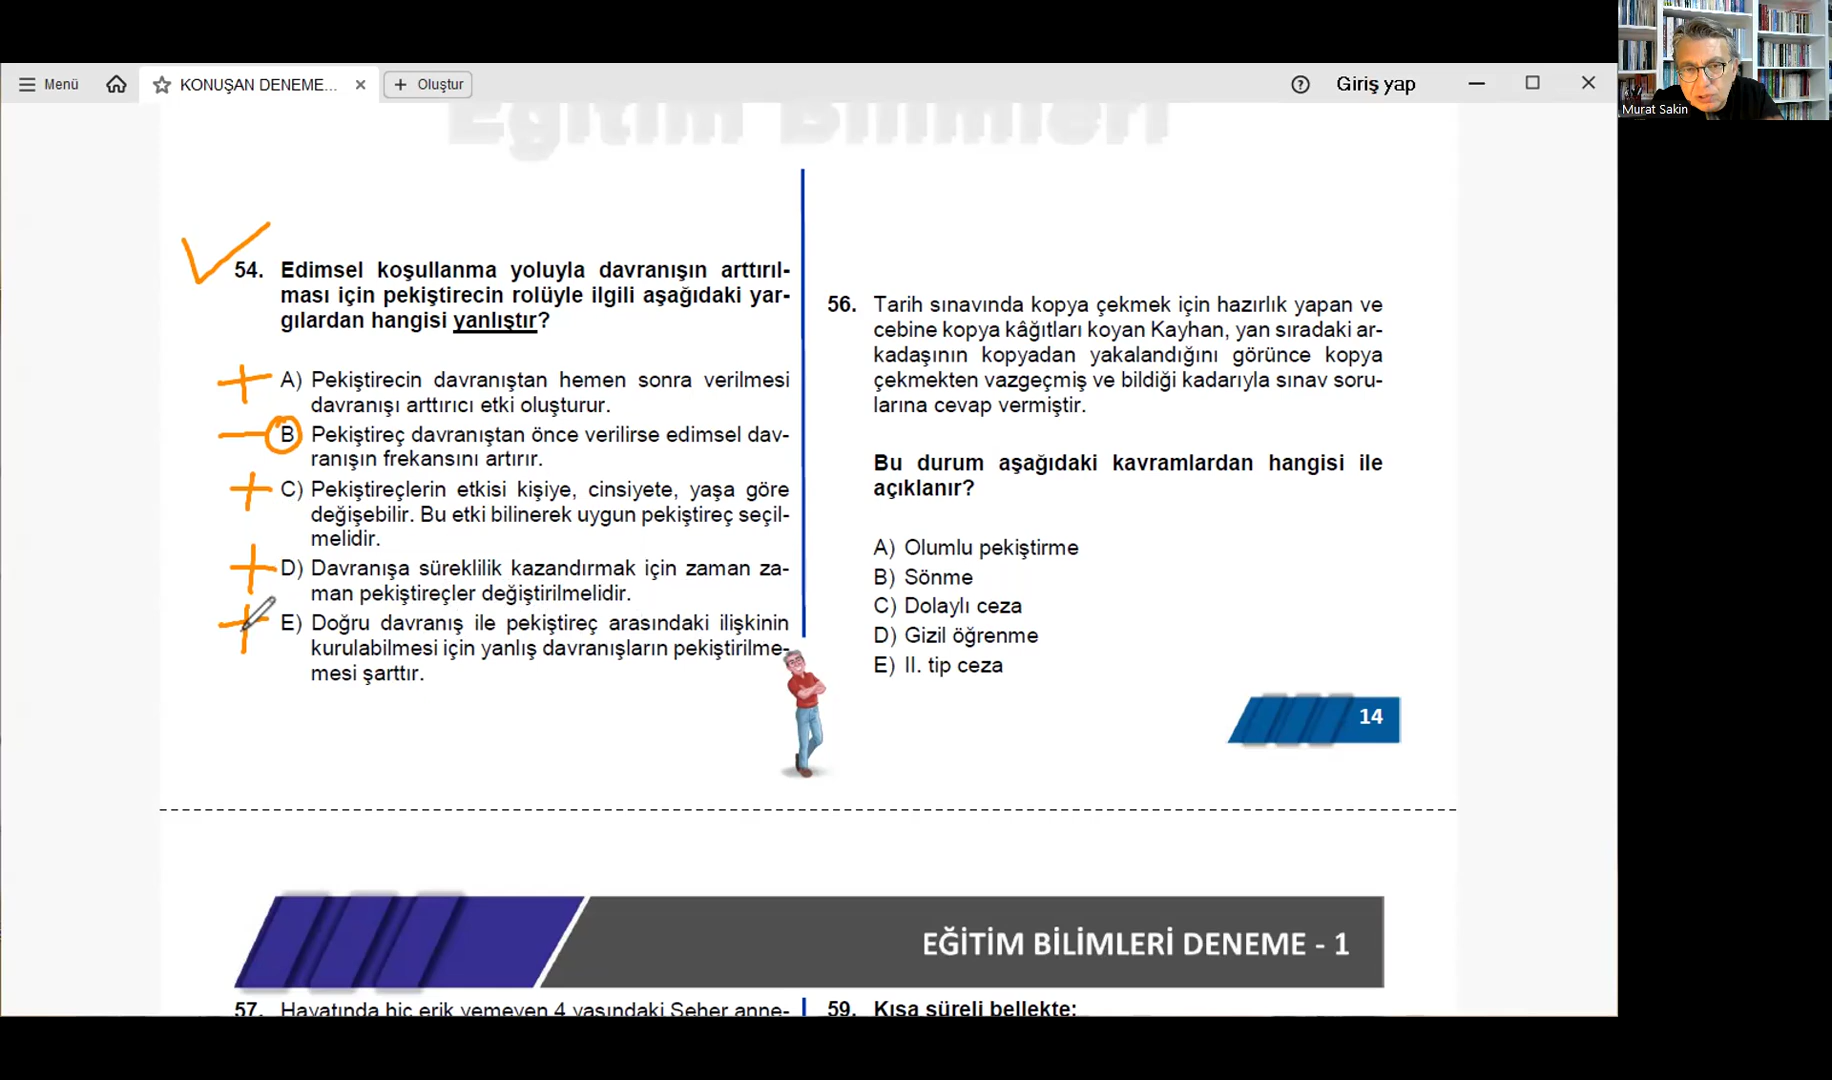 Menü
KONUŞAN DENEME...
+ Oluştur
Giriş yap
Murat Sakin
Eğitim Bilimleri
54. Edimsel koşullanma yoluyla davranışın arttırıl-
ması için pekiştirecin rolüyle ilgili aşağıdaki yar-
gılardan hangisi yanlıştır?
A) Pekiştirecin davranıştan hemen sonra verilmesi
davranışı arttırıcı etki oluşturur.
B Pekiştireç davranıştan önce verilirse edimsel dav-
ranışın frekansını artırır.
C) Pekiştireçlerin etkisi kişiye, cinsiyete, yaşa göre
değişebilir. Bu etki bilinerek uygun pekiştireç seçil-
melidir.
D) Davranışa süreklilik kazandırmak için zaman za-
man pekiştireçler değiştirilmelidir.
E) Doğru davranış ile pekiştireç arasındaki ilişkinin
kurulabilmesi için yanlış davranışların pekiştirilme-
mesi şarttır.
56. Tarih sınavında kopya çekmek için hazırlık yapan ve
cebine kopya kâğıtları koyan Kayhan, yan sıradaki ar-
kadaşının kopyadan yakalandığını görünce kopya
çekmekten vazgeçmiş ve bildiği kadarıyla sınav soru-
larına cevap vermiştir.
Bu durum aşağıdaki kavramlardan hangisi ile
açıklanır?
A) Olumlu pekiştirme
B) Sönme
C) Dolaylı ceza
D) Gizil öğrenme
E) II. tip ceza
14
EĞİTİM BİLİMLERİ DENEME - 1
57. Hayatında hiç erik yemeyen 4 yaşındaki Seher anne-
59. Kısa süreli bellekte: